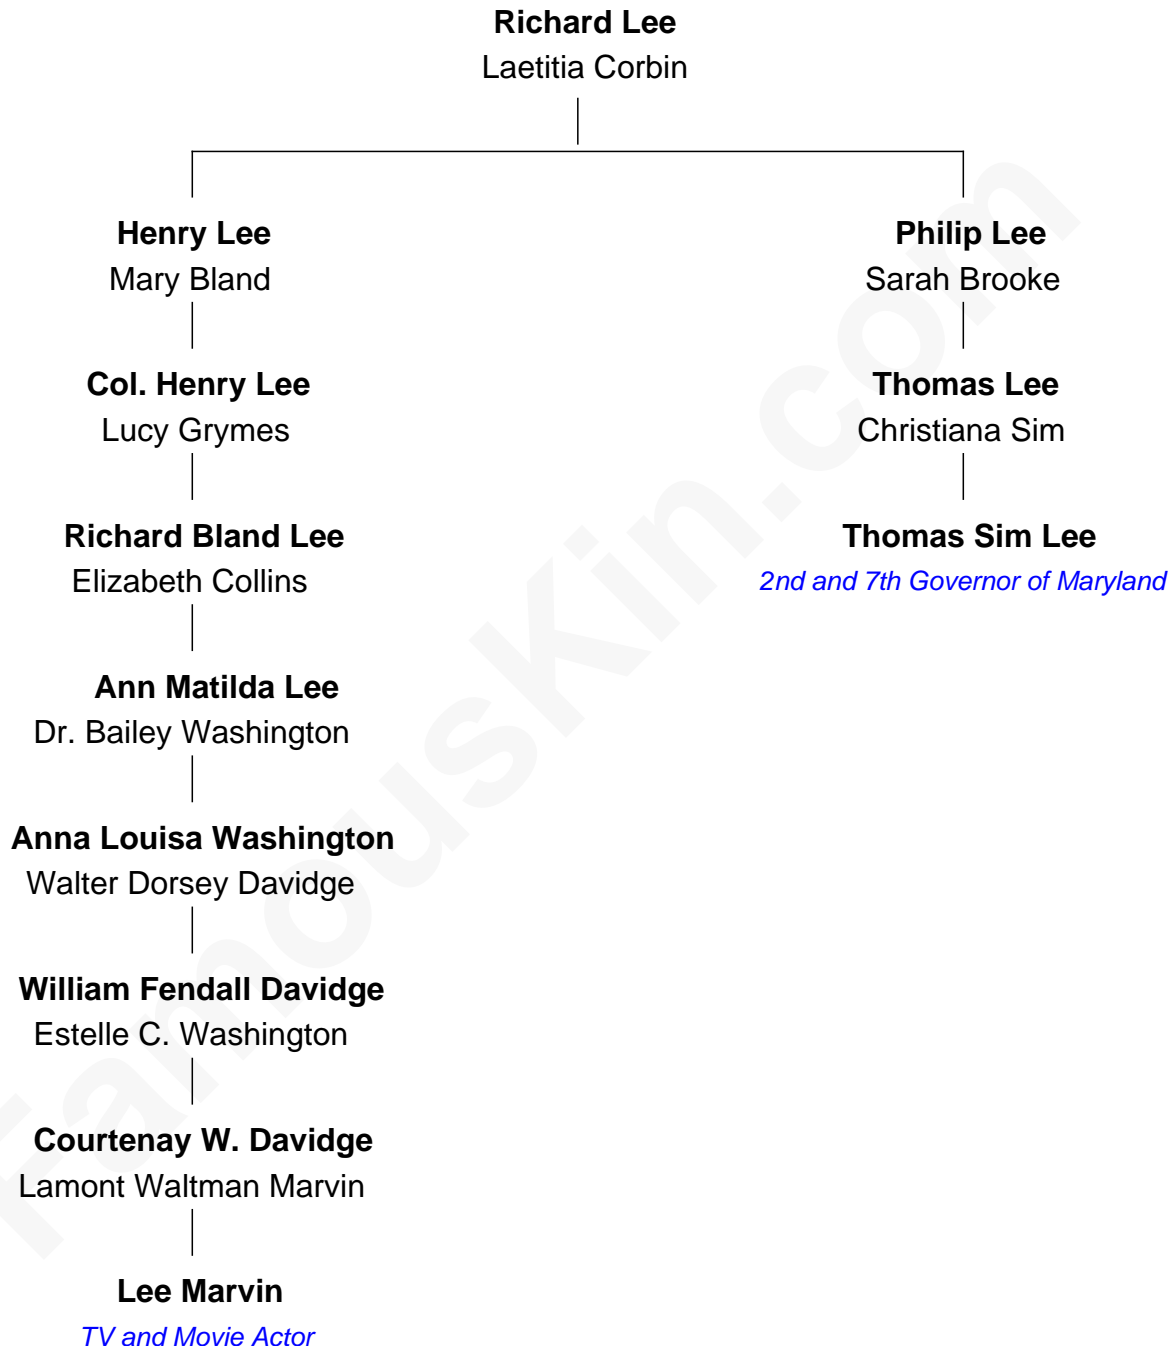 Richard Lee
Laetitia Corbin
Henry Lee
Mary Bland
Philip Lee
Sarah Brooke
Col. Henry Lee
Lucy Grymes
Thomas Lee
Christiana Sim
Richard Bland Lee
Elizabeth Collins
Thomas Sim Lee
2nd and 7th Governor of Maryland
Ann Matilda Lee
Dr. Bailey Washington
Anna Louisa Washington
Walter Dorsey Davidge
William Fendall Davidge
Estelle C. Washington
Courtenay W. Davidge
Lamont Waltman Marvin
Lee Marvin
TV and Movie Actor
FamousKin.com